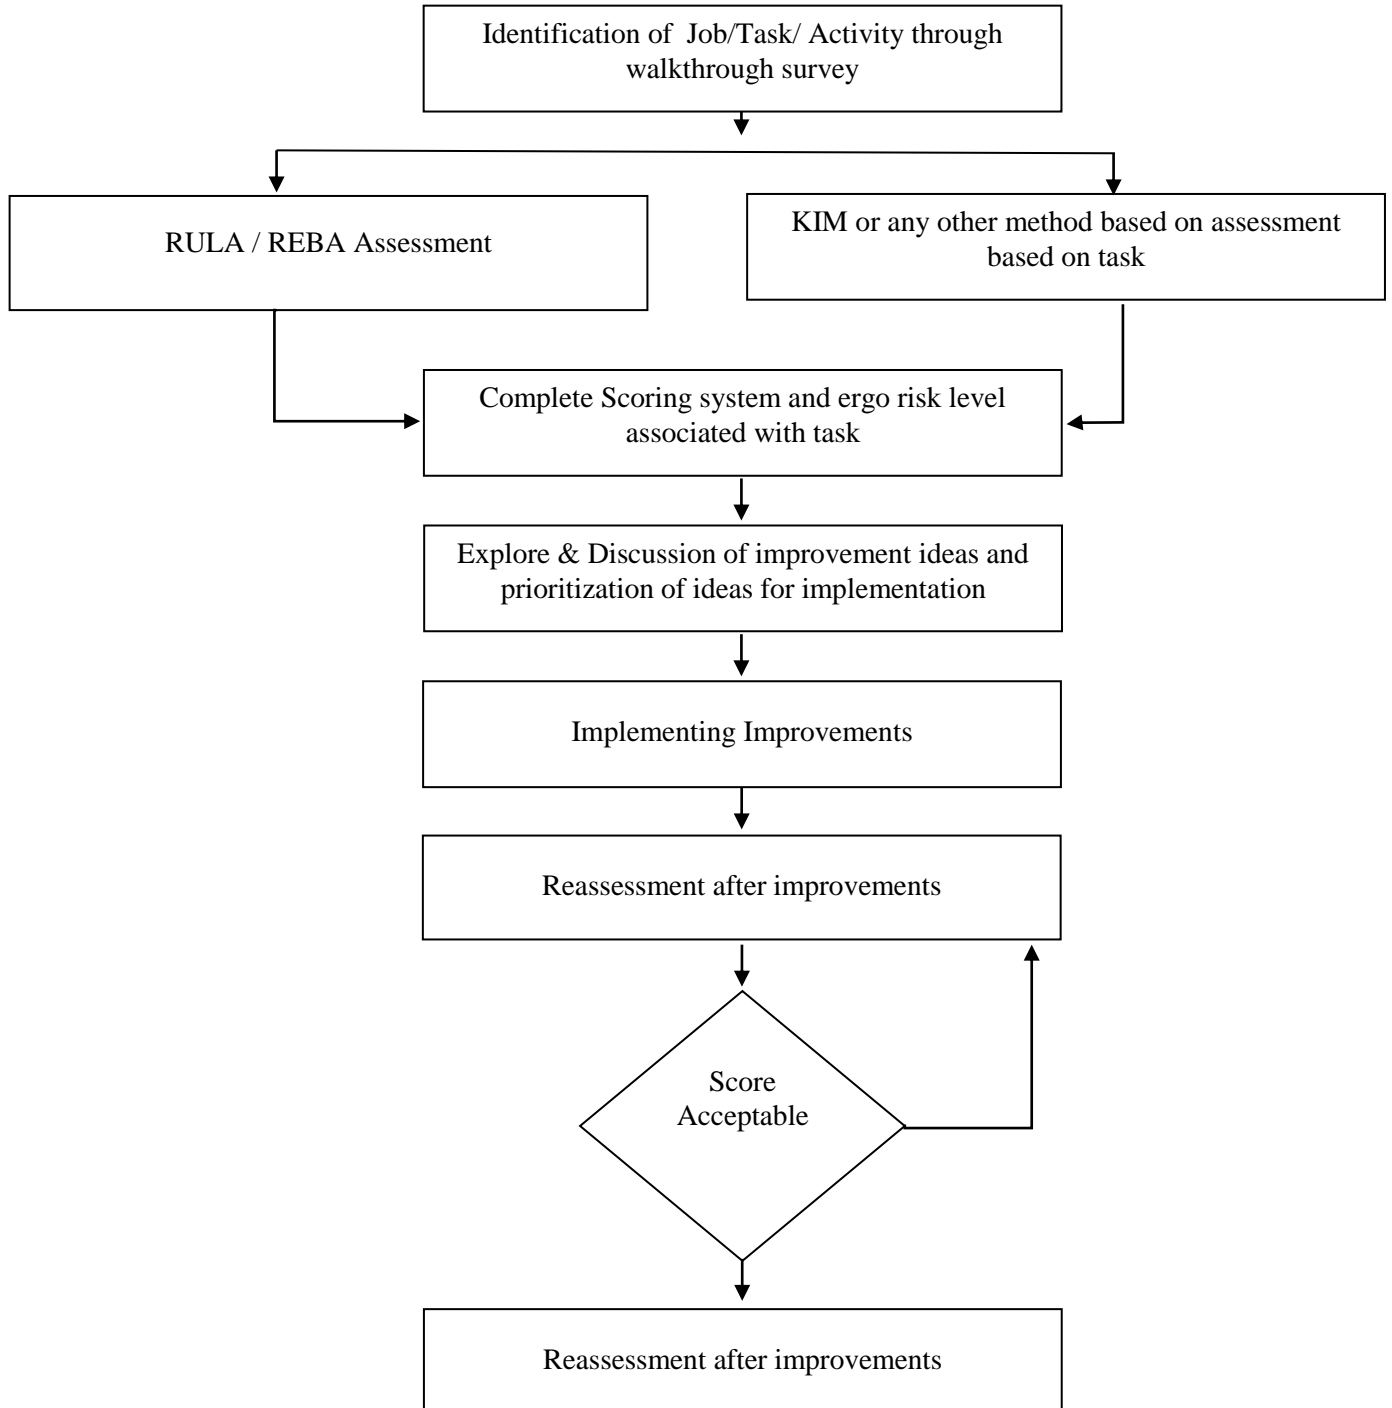 Identification of Job/Task/ Activity through
walkthrough survey
RULA / REBA Assessment
KIM or any other method based on assessment
based on task
Complete Scoring system and ergo risk level
associated with task
Explore & Discussion of improvement ideas and
prioritization of ideas for implementation
Implementing Improvements
Reassessment after improvements
Score
Acceptable
Reassessment after improvements